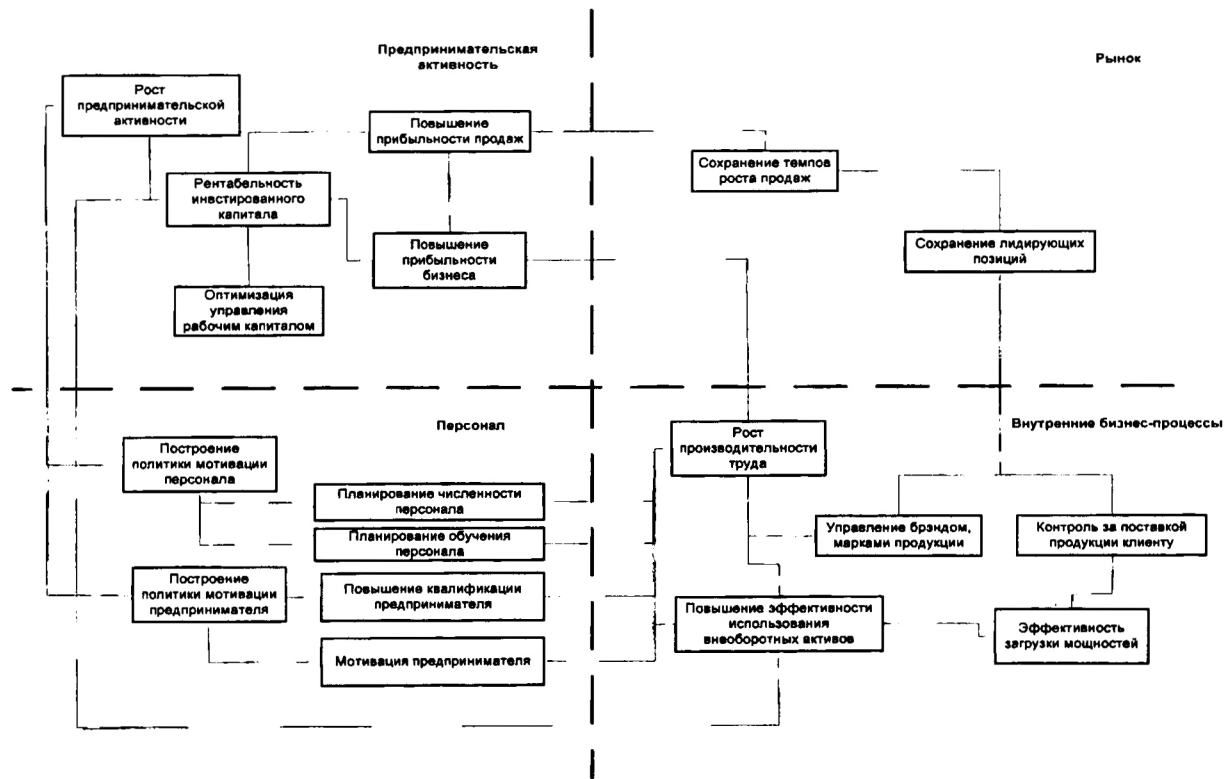 Предпринимательская
активность
Рынок
Рост
предпринимательской
активности
Повышение
прибыльности продаж
Сохранение темпов
роста продаж
Рентабельность
инвстированного
капитала
Повышение
прибыльности
бизнеса
Сохранение лидирующих
позиций
Оптимизация
управления
рабочим капиталом
Персонал
Внутренние бизнес-процессы
Построение
политики мотивации
персонала
Рост
производительности
труда
Планирование численности
персонала
Планирование обучения
персонала
Управление брэндом,
марками продукции
Контроль за поставкой
продукции клиенту
Построение
политики мотивации
предпринимателя
Повышение квалификации
предпринимателя
Повышение эффективности
использования
внеоборотных активов
Эффективность
загрузки мощностей
Мотивация предпринимателя